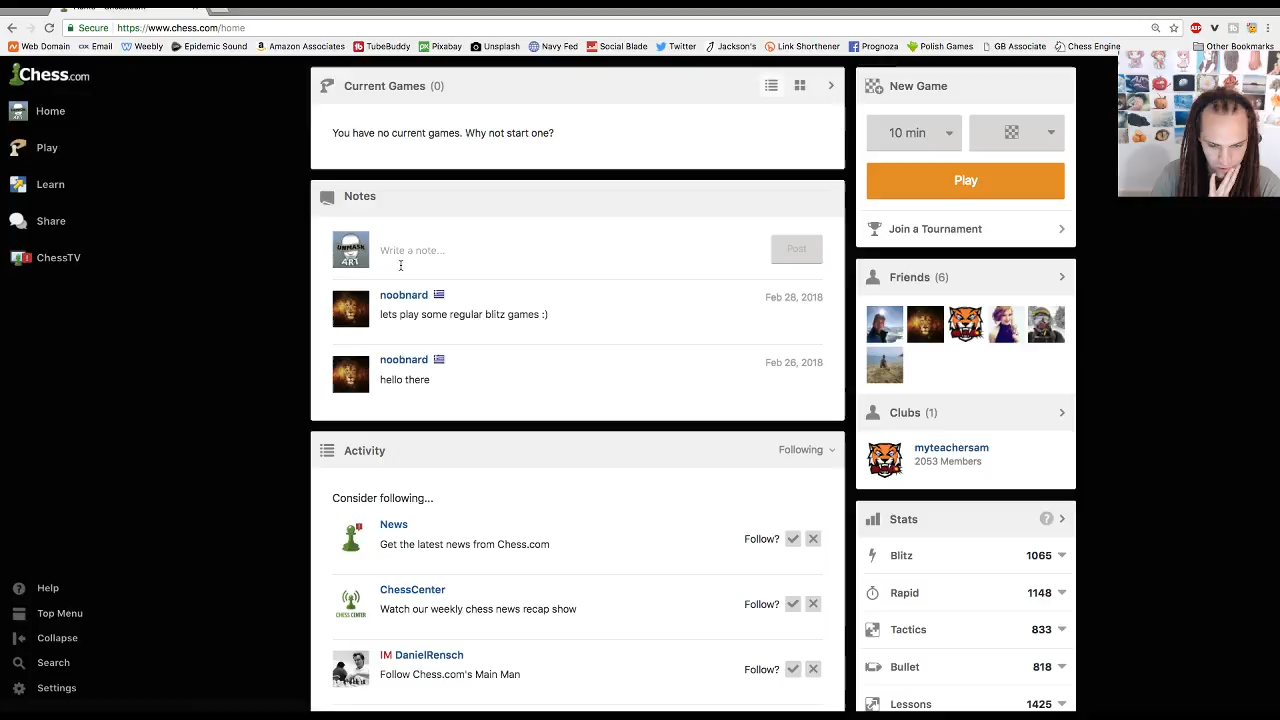 Secure https://www.chess.com/home
Web Domain Email Weebly Epidemic Sound Amazon Associates TubeBuddy Pixabay Unsplash Navy Fed Social Blade Twitter Jackson's Link Shorthener Prognoza Polish Games GB Associate Chess Engine Other Bookmarks
Chess.com
Home
Play
Learn
Share
ChessTV
Help
Top Menu
Collapse
Search
Settings
Current Games (0)
You have no current games. Why not start one?
Notes
UNMASK
ART
Write a note...
Post
noobnard
Feb 28, 2018
lets play some regular blitz games :)
noobnard
Feb 26, 2018
hello there
Activity
Following
Consider following...
News
Get the latest news from Chess.com
Follow?
ChessCenter
Watch our weekly chess news recap show
Follow?
CHESS CENTER
IM DanielRensch
Follow Chess.com's Main Man
Follow?
New Game
10 min
Play
Join a Tournament
Friends (6)
Clubs (1)
myteachersam
2053 Members
Stats
Blitz 1065
Rapid 1148
Tactics 833
Bullet 818
Lessons 1425